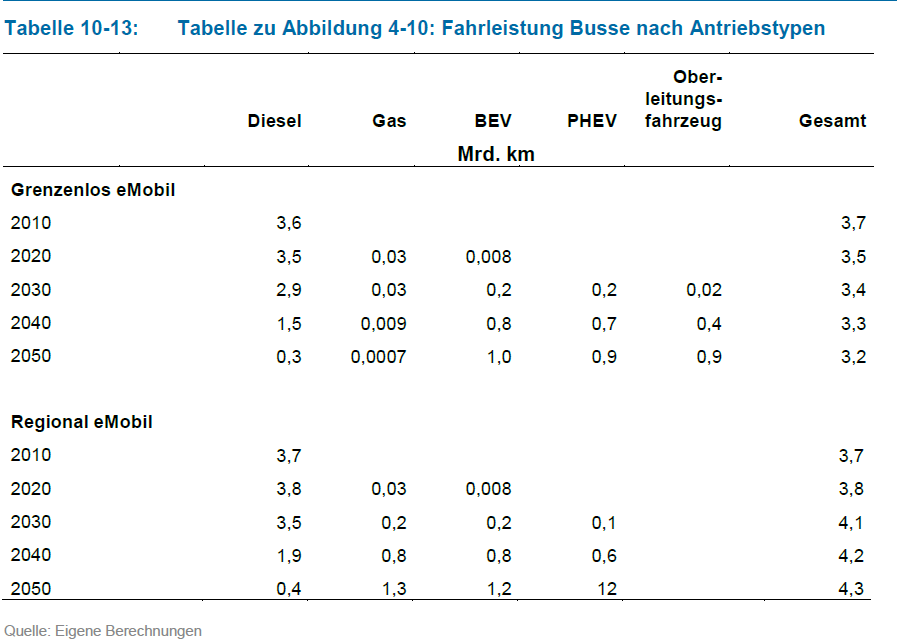 Tabelle 10-13: Tabelle zu Abbildung 4-10: Fahrleistung Busse nach Antriebstypen
Diesel Gas BEV PHEV Ober-
leitungs-
fahrzeug Gesamt
Mrd. km
Grenzenlos eMobil
2010 3,6 3,7
2020 3,5 0,03 0,008 3,5
2030 2,9 0,03 0,2 0,2 0,02 3,4
2040 1,5 0,009 0,8 0,7 0,4 3,3
2050 0,3 0,0007 1,0 0,9 0,9 3,2
Regional eMobil
2010 3,7 3,7
2020 3,8 0,03 0,008 3,8
2030 3,5 0,2 0,2 0,1 4,1
2040 1,9 0,8 0,8 0,6 4,2
2050 0,4 1,3 1,2 12 4,3
Quelle: Eigene Berechnungen